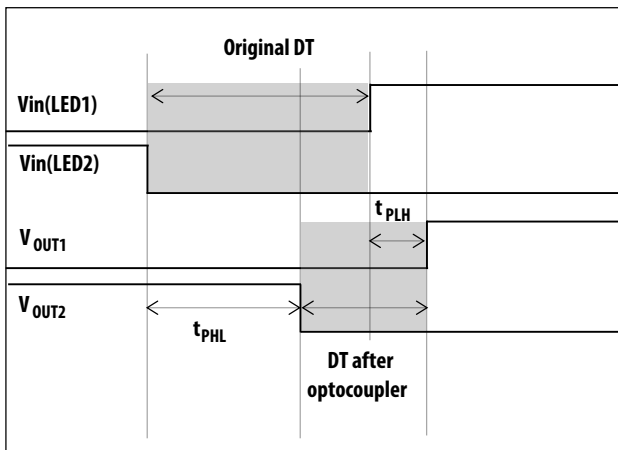 Original DT
Vin(LED1)
Vin(LED2)
tPLH
VOUT1
VOUT2
tPHL
DT after
optocoupler